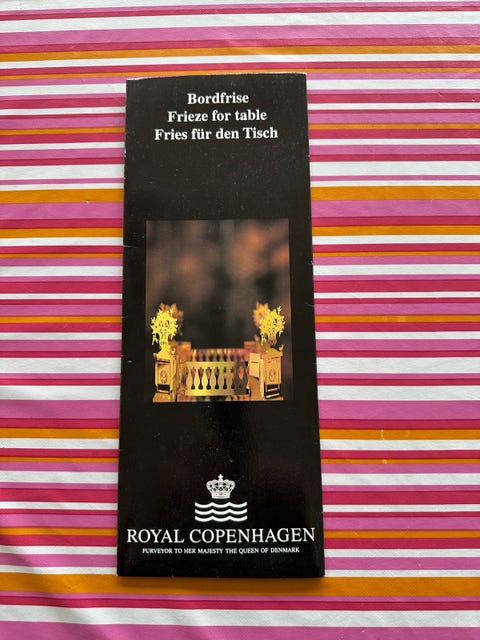 Bordfrise
Frieze for table
Fries für den Tisch
ROYAL COPENHAGEN
PURVEYOR TO HER MAJESTY THE QUEEN OF DENMARK